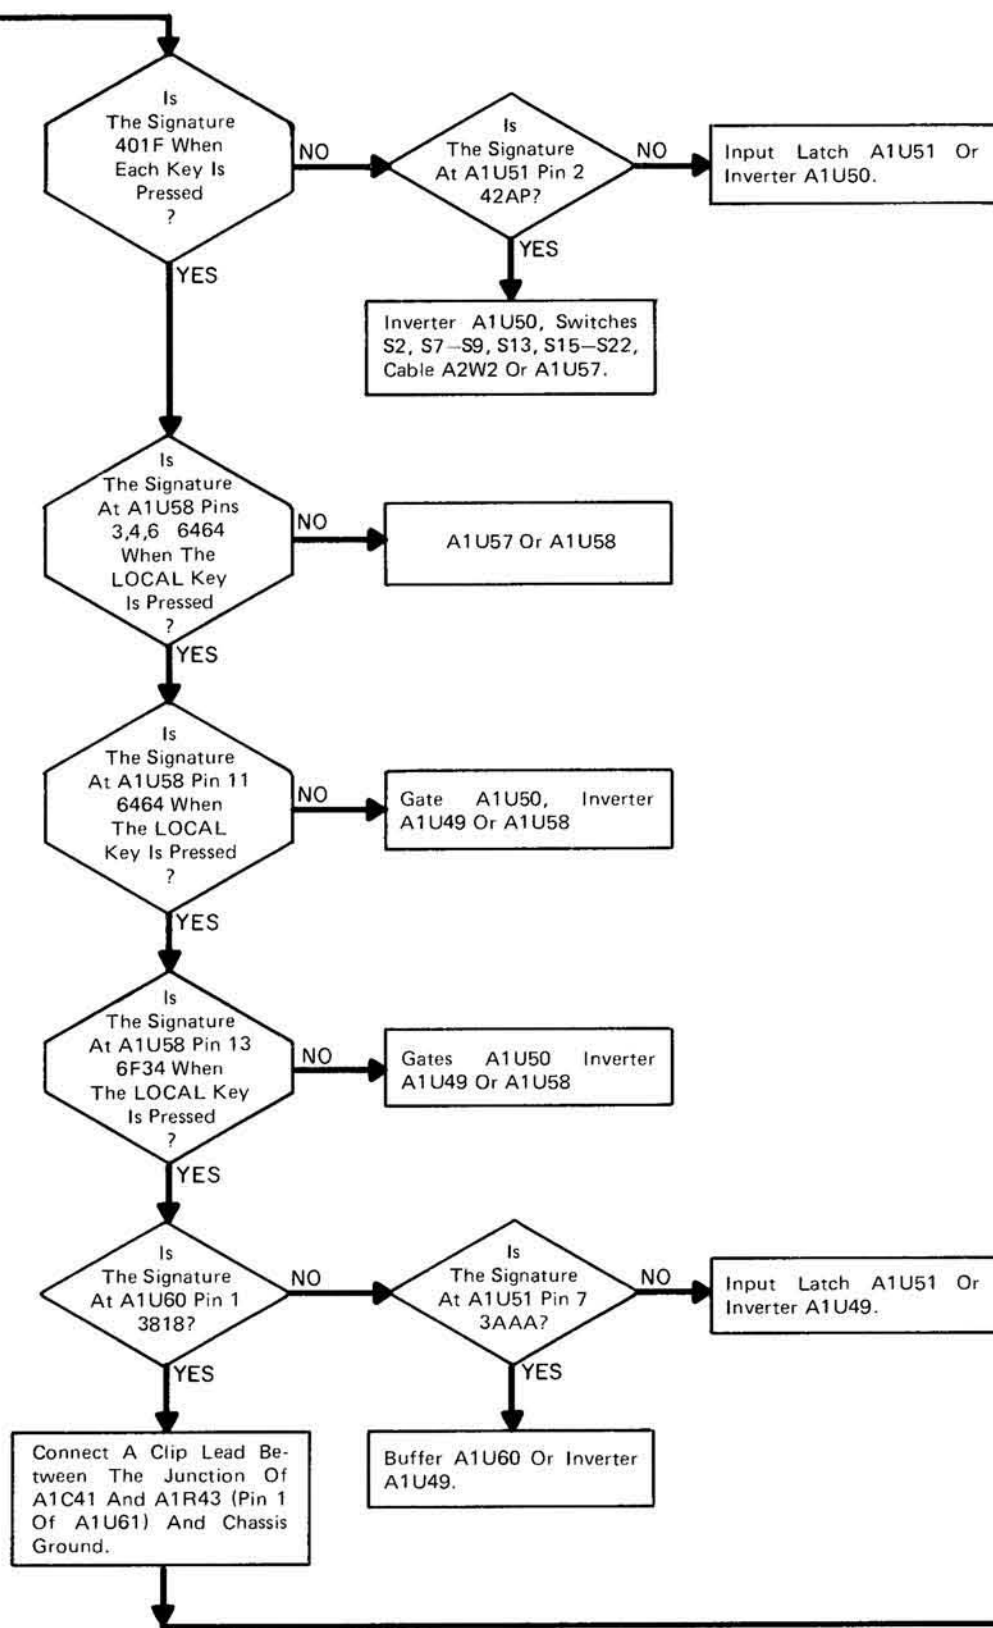 Is
The Signature
401F When
Each Key Is
Pressed
?
NO
Is
The Signature
At A1U51 Pin 2
42AP?
NO
Input Latch A1U51 Or
Inverter A1U50.
YES
YES
Inverter A1U50, Switches
S2, S7–S9, S13, S15–S22,
Cable A2W2 Or A1U57.
Is
The Signature
At A1U58 Pins
3,4,6 6464
When The
LOCAL Key
Is Pressed
?
NO
A1U57 Or A1U58
YES
Is
The Signature
At A1U58 Pin 11
6464 When
The LOCAL
Key Is Pressed
?
NO
Gate A1U50, Inverter
A1U49 Or A1U58
YES
Is
The Signature
At A1U58 Pin 13
6F34 When
The LOCAL Key
Is Pressed
?
NO
Gates A1U50 Inverter
A1U49 Or A1U58
YES
Is
The Signature
At A1U60 Pin 1
3818?
NO
Is
The Signature
At A1U51 Pin 7
3AAA?
NO
Input Latch A1U51 Or
Inverter A1U49.
YES
YES
Connect A Clip Lead Be-
tween The Junction Of
A1C41 And A1R43 (Pin 1
Of A1U61) And Chassis
Ground.
Buffer A1U60 Or Inverter
A1U49.